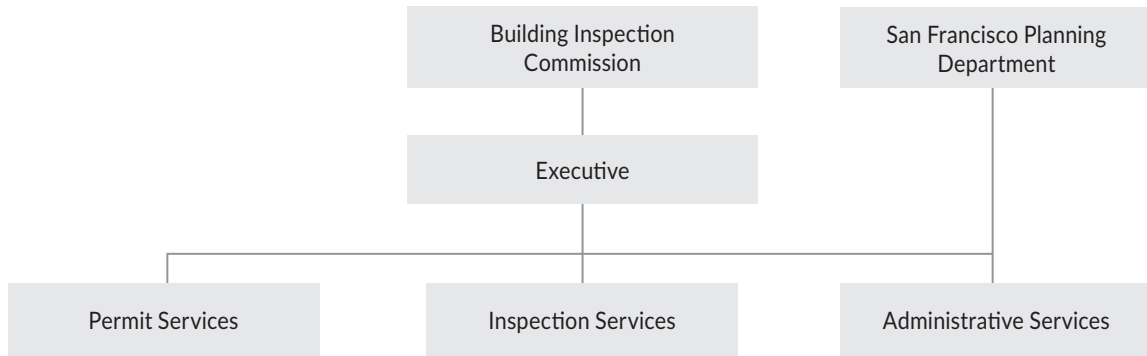 Building Inspection
Commission
San Francisco Planning
Department
Executive
Permit Services
Inspection Services
Administrative Services